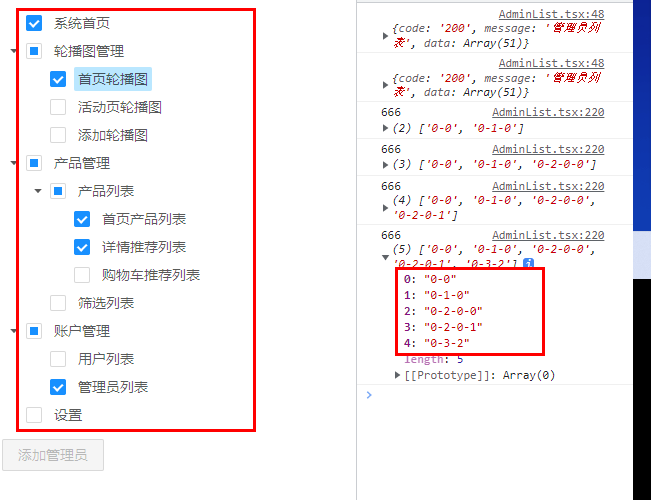 系统首页
轮播图管理
首页轮播图
活动页轮播图
添加轮播图
产品管理
产品列表
首页产品列表
详情推荐列表
购物车推荐列表
筛选列表
账户管理
用户列表
管理员列表
设置
添加管理员
AdminList.tsx:48
{code: '200', message: '管理员列
表', data: Array(51)}
AdminList.tsx:48
{code: '200', message: '管理员列
表', data: Array(51)}
666 AdminList.tsx:220
(2) ['0-0', '0-1-0']
666 AdminList.tsx:220
(3) ['0-0', '0-1-0', '0-2-0-0']
666 AdminList.tsx:220
(4) ['0-0', '0-1-0', '0-2-0-0',
'0-2-0-1']
666 AdminList.tsx:220
(5) ['0-0', '0-1-0', '0-2-0-0',
'0-2-0-1', '0-3-2'] i
0: "0-0"
1: "0-1-0"
2: "0-2-0-0"
3: "0-2-0-1"
4: "0-3-2"
length: 5
[[Prototype]]: Array(0)